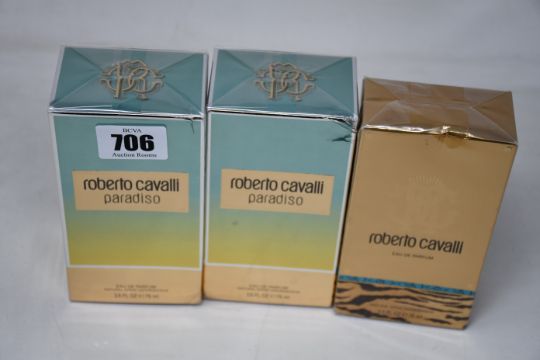 BCVA
706
Auction Rooms
roberto cavalli
paradiso
EAU DE PARFUM
roberto cavalli
paradiso
EAU DE PARFUM
roberto cavalli
EAU DE PARFUM